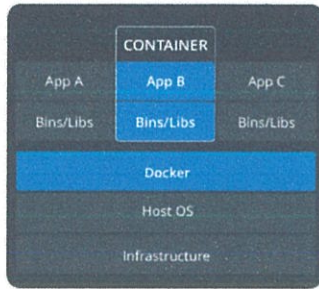 CONTAINER
App A App B App C
Bins/Libs Bins/Libs Bins/Libs
Docker
Host OS
Infrastructure